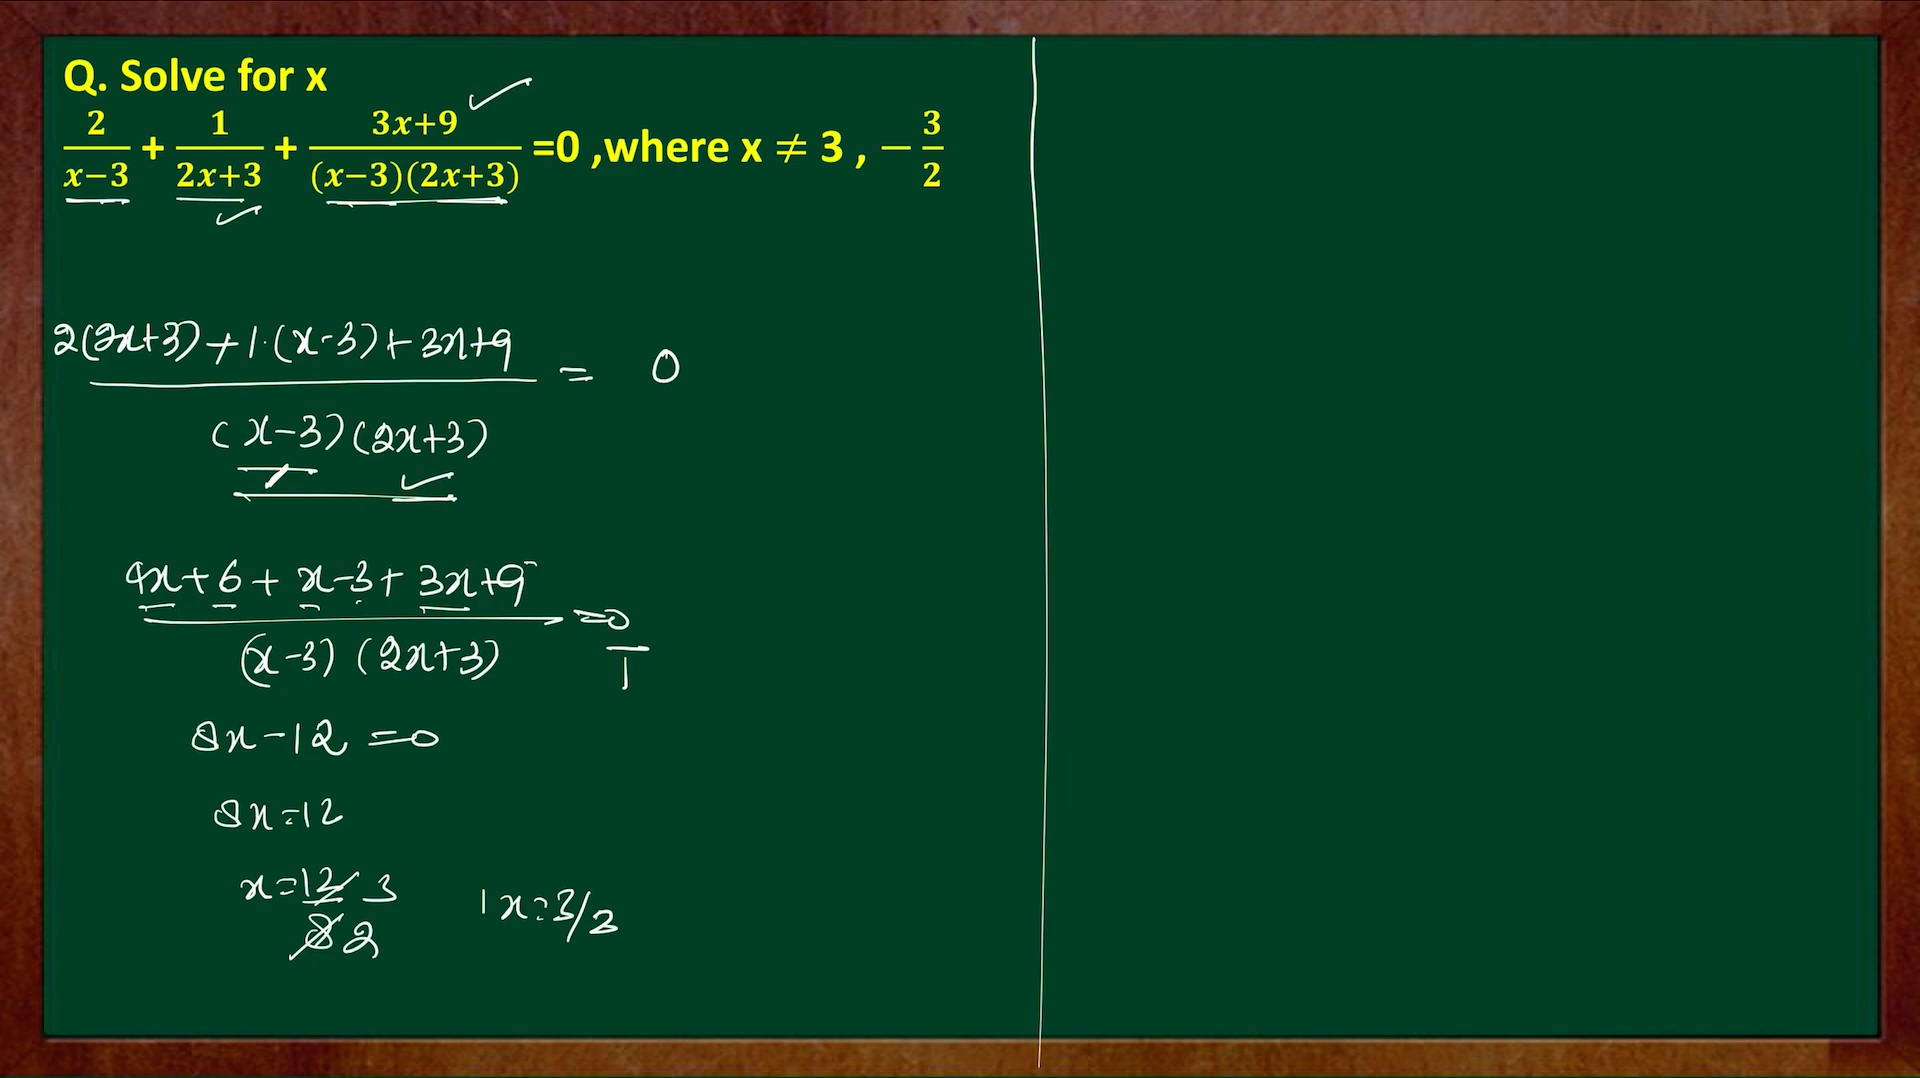 Q. Solve for x
2/(x−3) + 1/(2x+3) + (3x+9)/((x−3)(2x+3)) =0 ,where x ≠ 3 , −3/2
2(2x+3)+1·(x-3)+3x+9 = 0
(x-3)(2x+3)
4x+6+x-3+3x+9 =0
(x-3)(2x+3) 1
8x-12=0
8x=12
x=12/8 3/2 x=3/2